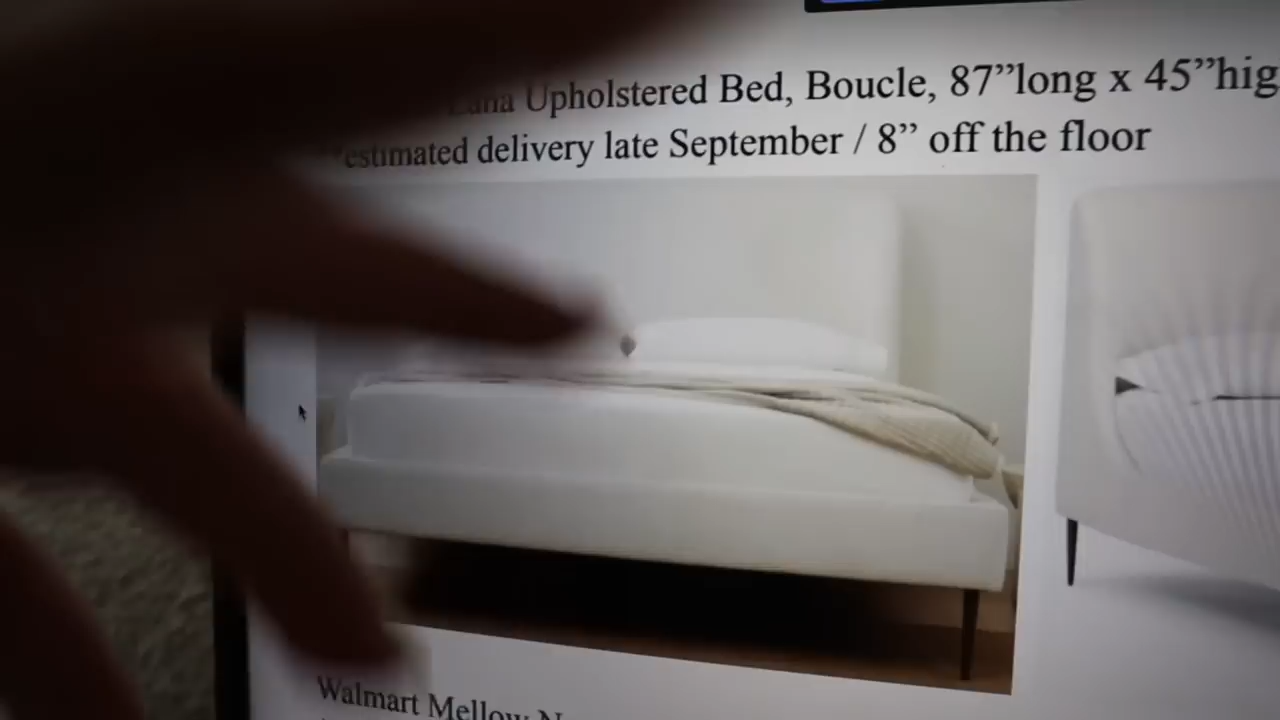 Upholstered Bed, Boucle, 87”long x 45”hig
estimated delivery late September / 8” off the floor
Walmart Mellow N